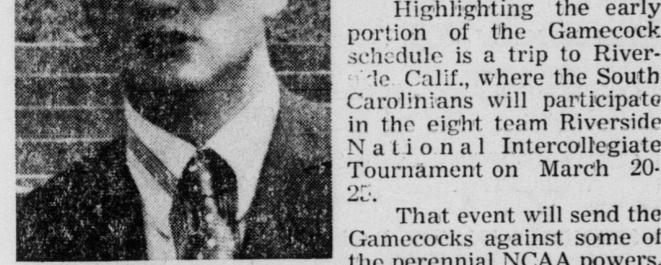 Highlighting the early
portion of the Gamecock
schedule is a trip to River-
Calif., where the South
Carolinians will participate
in the eight team Riverside
National Intercollegiate
Tournament on March 20-
That event will send the
Gamecocks against some of
the perennial NCAA powers,